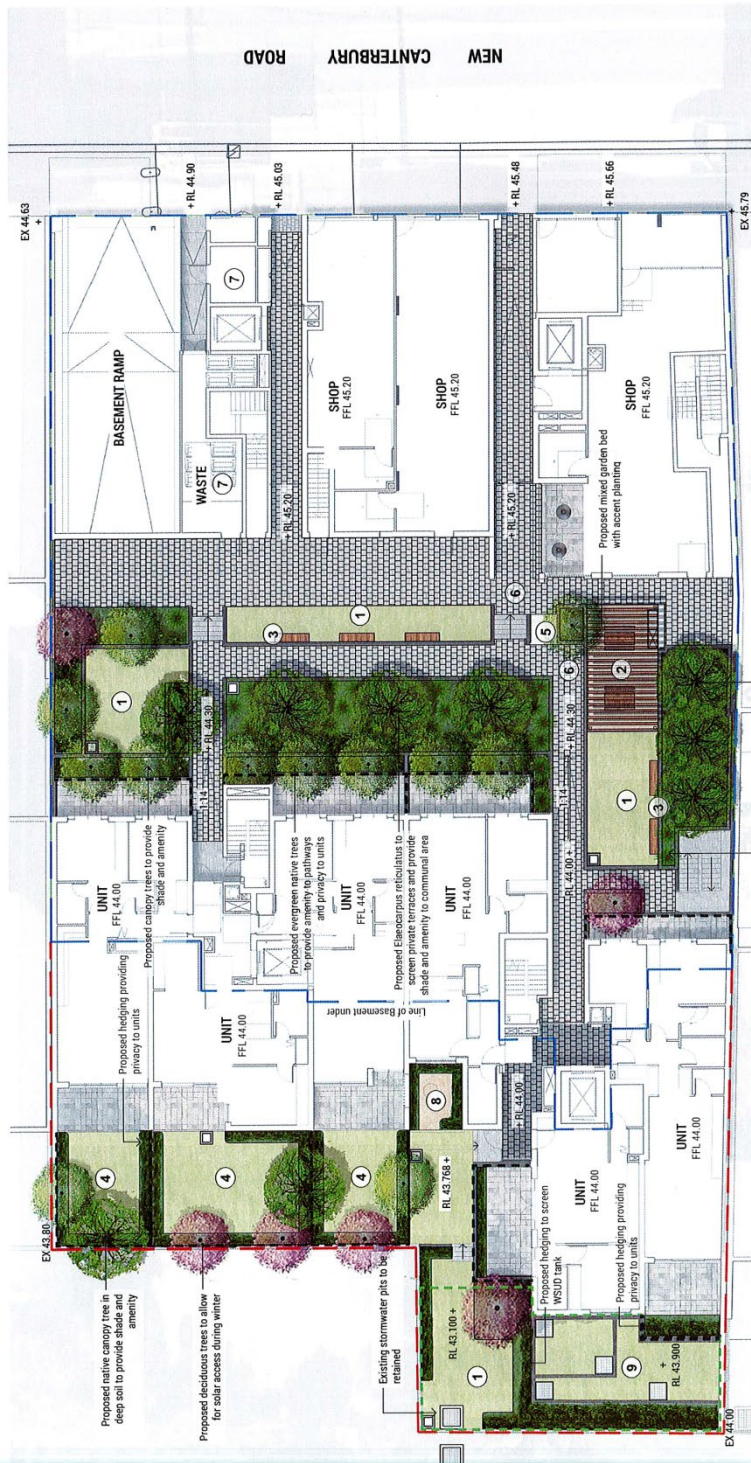 NEW CANTERBURY ROAD
EX 44.63
+
+ RL 44.90
+ RL 45.03
+ RL 45.48
+ RL 45.66
EX 45.79
+
BASEMENT RAMP
7
WASTE
7
SHOP
FFL 45.20
SHOP
FFL 45.20
SHOP
FFL 45.20
+ RL 45.20
+ RL 45.20
Proposed mixed garden bed
with accent planting
1
3
1
6
5
6
2
1
3
1:14
+ RL 44.30
1:14
+ RL 44.30
RL 44.00 +
UNIT
FFL 44.00
Proposed canopy trees to provide
shade and amenity
Proposed evergreen native trees
to provide amenity to pathways
and privacy to units
UNIT
FFL 44.00
Proposed Elaeocarpus reticulatus to
screen private terraces and provide
shade and amenity to communal area
UNIT
FFL 44.00
Line of Basement under
UNIT
FFL 44.00
Proposed hedging providing
privacy to units
4
4
4
8
+ RL 44.00
RL 43.768 +
UNIT
FFL 44.00
UNIT
FFL 44.00
EX 43.80
Proposed native canopy tree in
deep soil to provide shade and
amenity
Proposed deciduous trees to allow
for solar access during winter
Existing stormwater pits to be
retained
RL 43.100 +
1
Proposed hedging to screen
WSUD tank
Proposed hedging providing
privacy to units
9
+
RL 43.900
EX 44.00